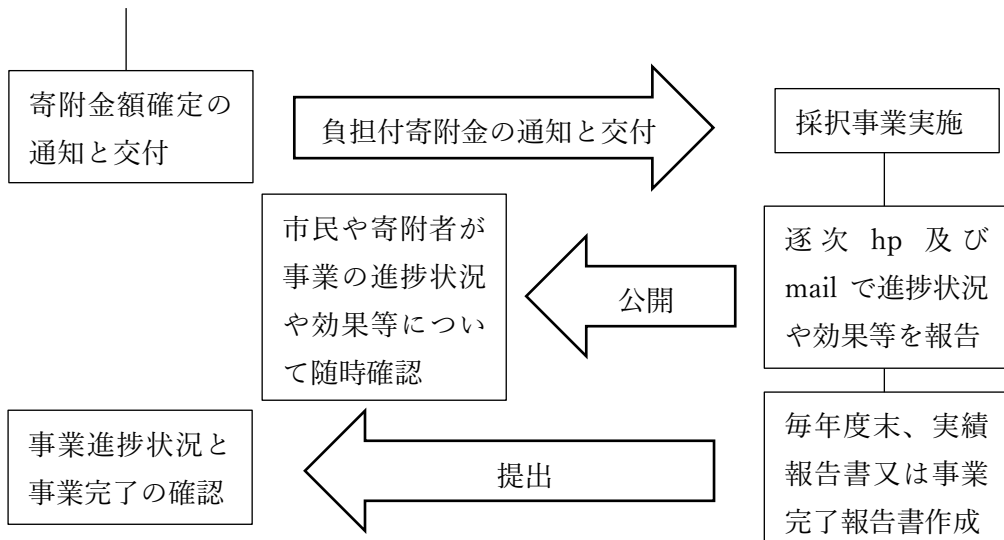 寄附金額確定の
通知と交付
負担付寄附金の通知と交付
採択事業実施
市民や寄附者が
事業の進捗状況
や効果等につい
て随時確認
公開
逐次 hp 及び
mail で進捗状況
や効果等を報告
事業進捗状況と
事業完了の確認
提出
毎年度末、実績
報告書又は事業
完了報告書作成